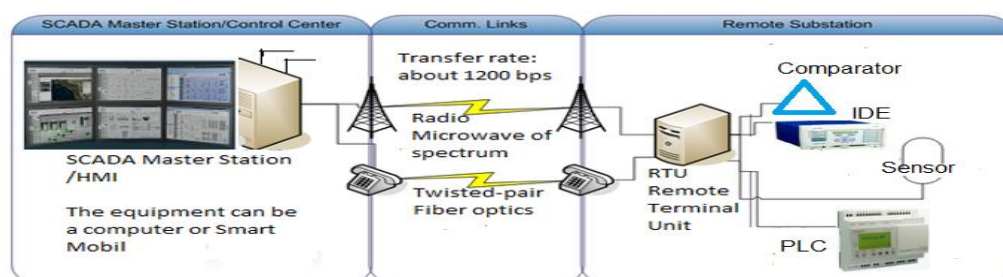 SCADA Master Station/Control Center
Comm. Links
Remote Substation
SCADA Master Station
/HMI
The equipment can be
a computer or Smart
Mobil
Transfer rate:
about 1200 bps
Radio
Microwave of
spectrum
Twisted-pair
Fiber optics
RTU
Remote
Terminal
Unit
Comparator
IDE
Sensor
PLC